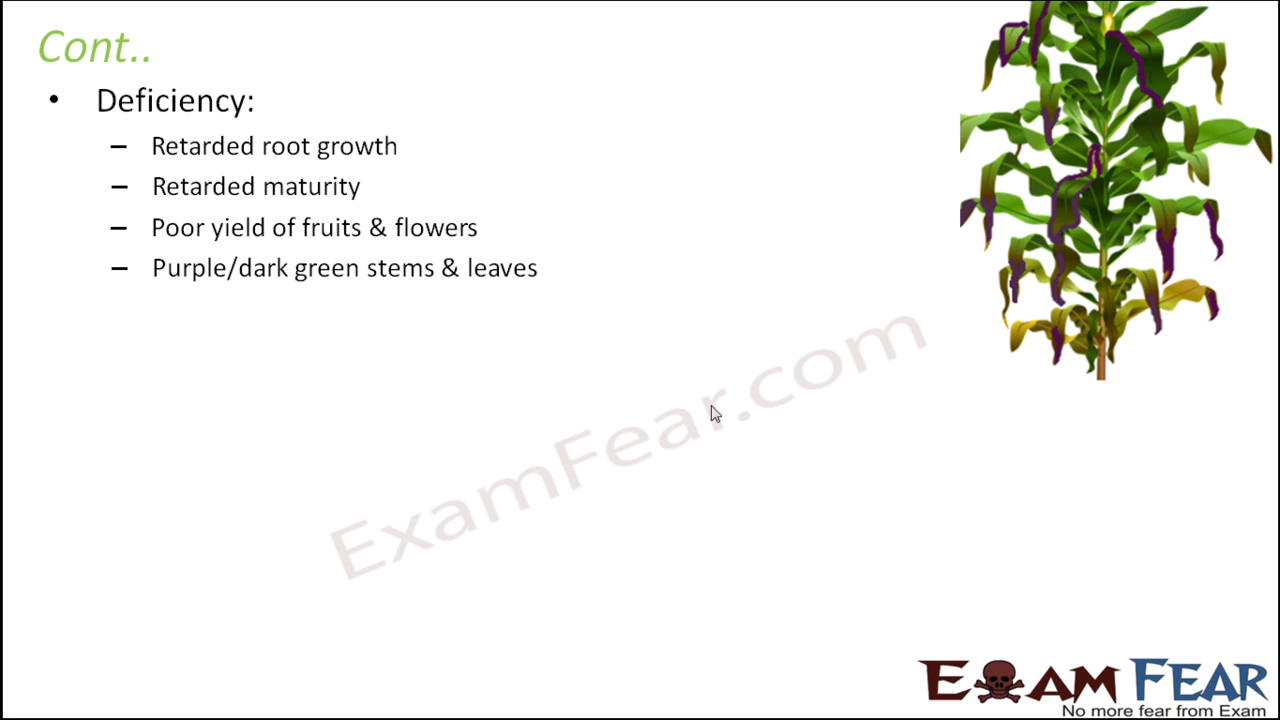 Cont..
• Deficiency:
– Retarded root growth
– Retarded maturity
– Poor yield of fruits & flowers
– Purple/dark green stems & leaves
ExamFear.com
EXAM FEAR
No more fear from Exam